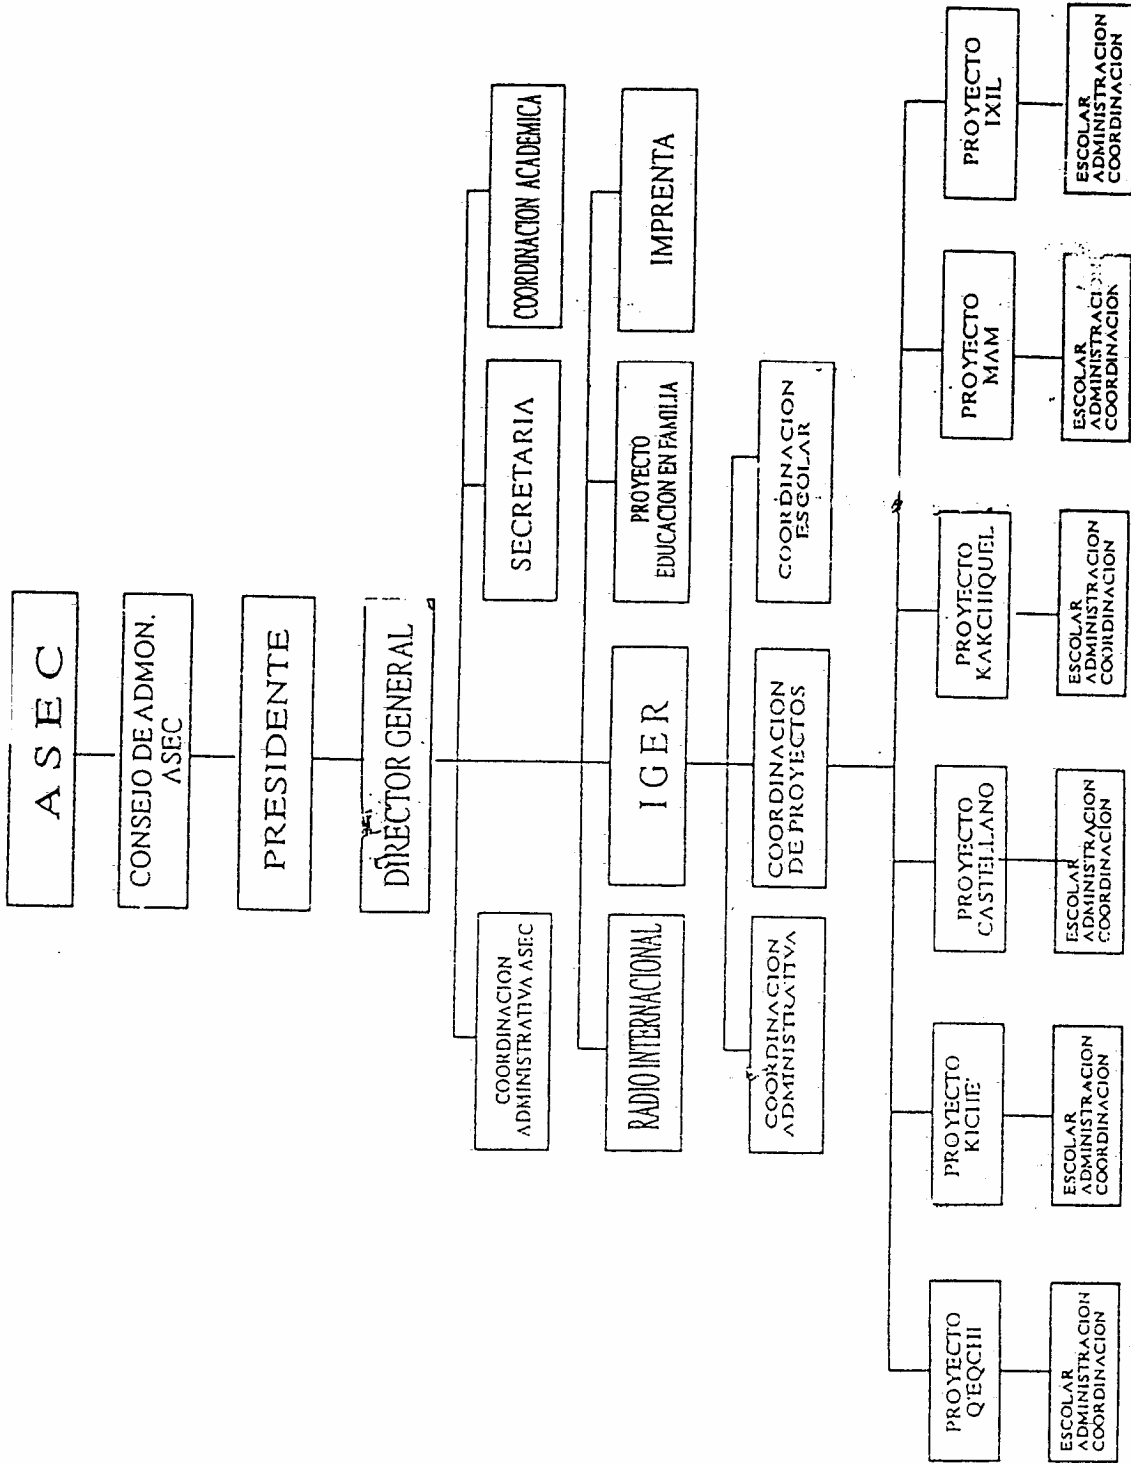 A S E C
CONSEJO DE ADMON.
ASEC
PRESIDENTE
DIRECTOR GENERAL
COORDINACION
ADMINISTRATIVA ASEC
SECRETARIA
COORDINACION ACADEMICA
RADIO INTERNACIONAL
I G E R
PROYECTO
EDUCACION EN FAMILIA
IMPRENTA
COORDINACION
ADMINISTRATIVA
COORDINACION
DE PROYECTOS
COORDINACION
ESCOLAR
PROYECTO
Q'EQCHI
PROYECTO
KICHE'
PROYECTO
CASTELLANO
PROYECTO
KAKCHIQUEL
PROYECTO
MAM
PROYECTO
IXIL
ESCOLAR
ADMINISTRACION
COORDINACION
ESCOLAR
ADMINISTRACION
COORDINACION
ESCOLAR
ADMINISTRACION
COORDINACION
ESCOLAR
ADMINISTRACION
COORDINACION
ESCOLAR
ADMINISTRACION
COORDINACION
ESCOLAR
ADMINISTRACION
COORDINACION